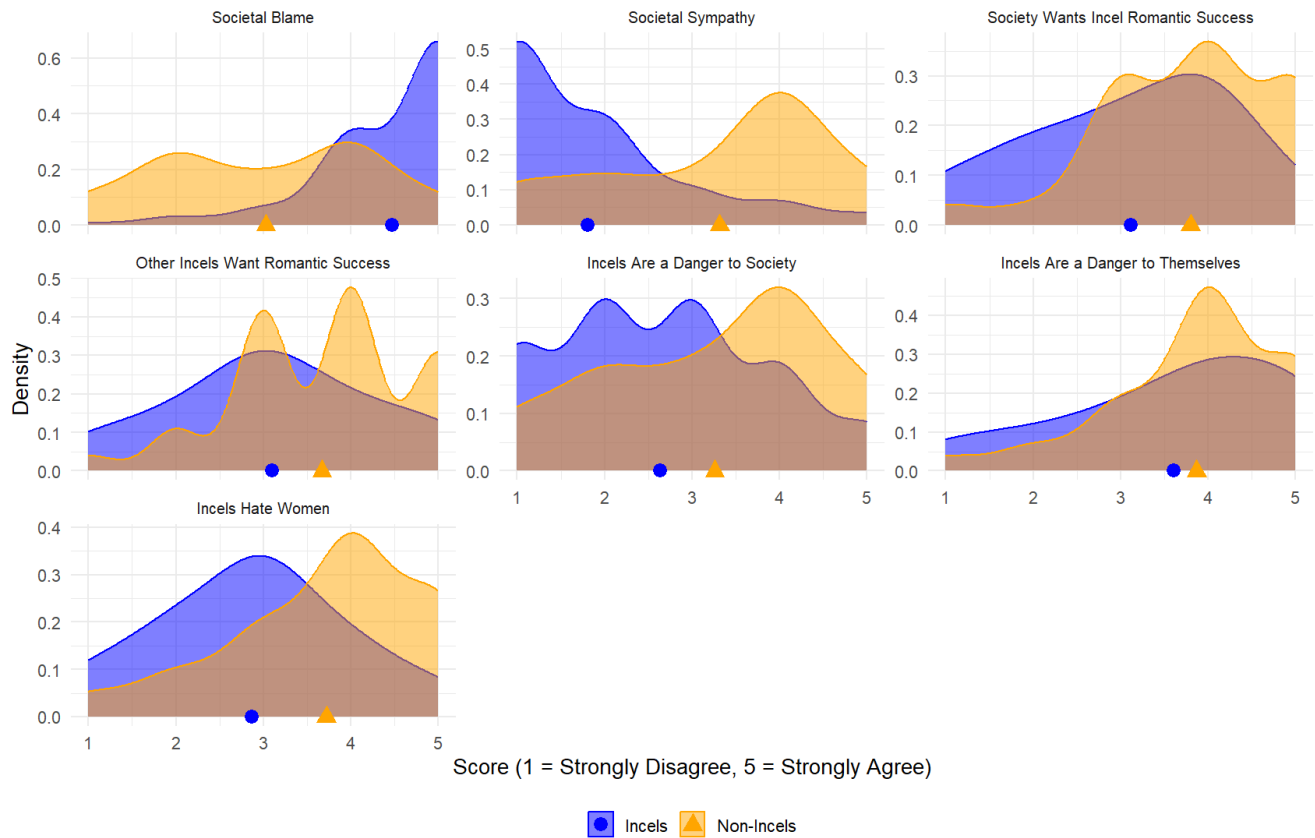 Societal Blame
Societal Sympathy
Society Wants Incel Romantic Success
0.6
0.4
0.2
0.0
0.5
0.4
0.3
0.2
0.1
0.0
0.3
0.2
0.1
0.0
Other Incels Want Romantic Success
Incels Are a Danger to Society
Incels Are a Danger to Themselves
Density
0.5
0.4
0.3
0.2
0.1
0.0
0.3
0.2
0.1
0.0
1 2 3 4 5
0.4
0.3
0.2
0.1
0.0
1 2 3 4 5
Incels Hate Women
0.4
0.3
0.2
0.1
0.0
1 2 3 4 5
Score (1 = Strongly Disagree, 5 = Strongly Agree)
Incels Non-Incels